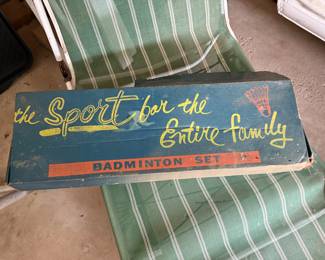 the Sport for the
Entire family
BADMINTON SET